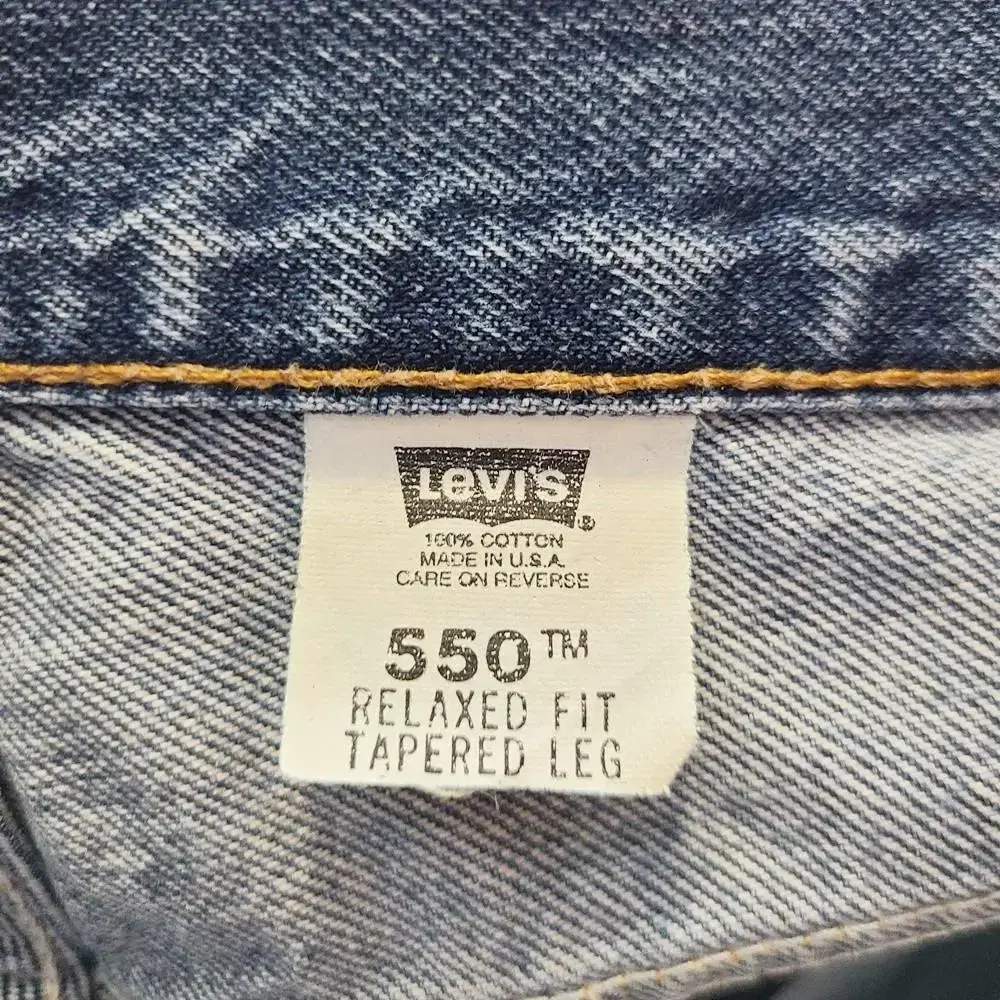 Levi's®
100% COTTON
MADE IN U.S.A.
CARE ON REVERSE
550™
RELAXED FIT
TAPERED LEG